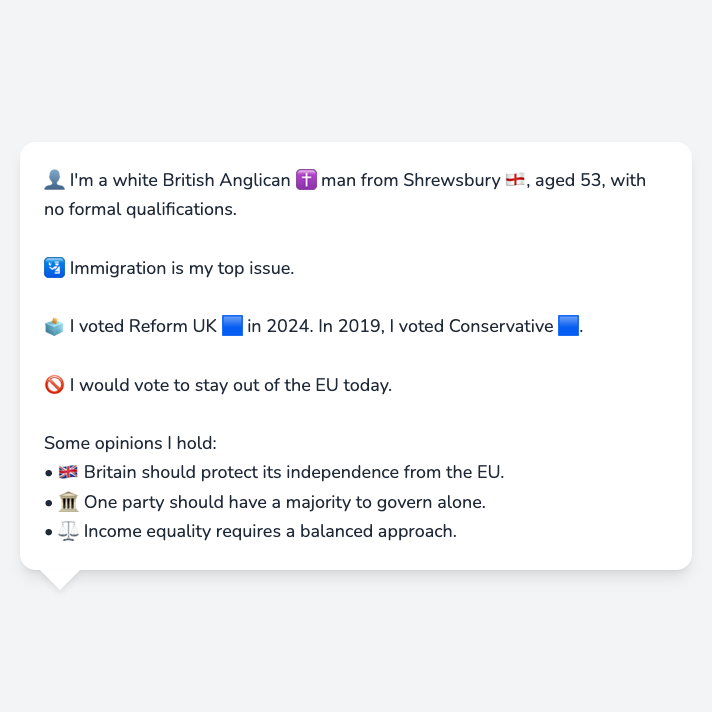 👤 I'm a white British Anglican ✝️ man from Shrewsbury 🏴󠁧󠁢󠁥󠁮󠁧󠁿, aged 53, with
no formal qualifications.
🛂 Immigration is my top issue.
🗳️ I voted Reform UK 🟦 in 2024. In 2019, I voted Conservative 🟦.
🚫 I would vote to stay out of the EU today.
Some opinions I hold:
• 🇬🇧 Britain should protect its independence from the EU.
• 🏛️ One party should have a majority to govern alone.
• ⚖️ Income equality requires a balanced approach.